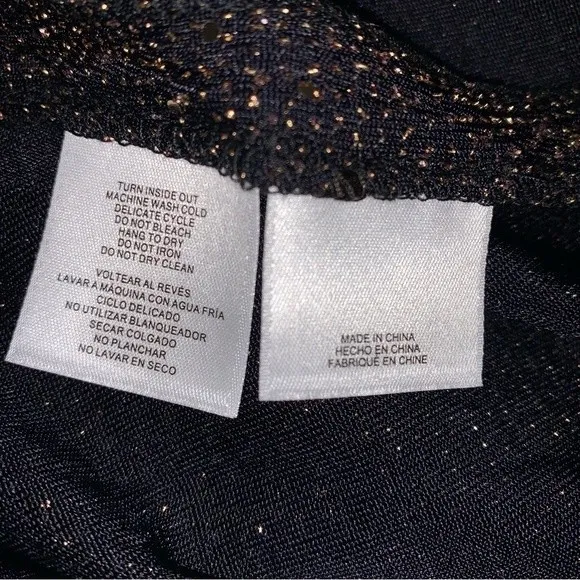 TURN INSIDE OUT
MACHINE WASH COLD
DELICATE CYCLE
DO NOT BLEACH
HANG TO DRY
DO NOT IRON
DO NOT DRY CLEAN
VOLTEAR AL REVÉS
LAVAR A MÁQUINA CON AGUA FRÍA
CICLO DELICADO
NO UTILIZAR BLANQUEADOR
SECAR COLGADO
NO PLANCHAR
NO LAVAR EN SECO
MADE IN CHINA
HECHO EN CHINA
FABRIQUÉ EN CHINE